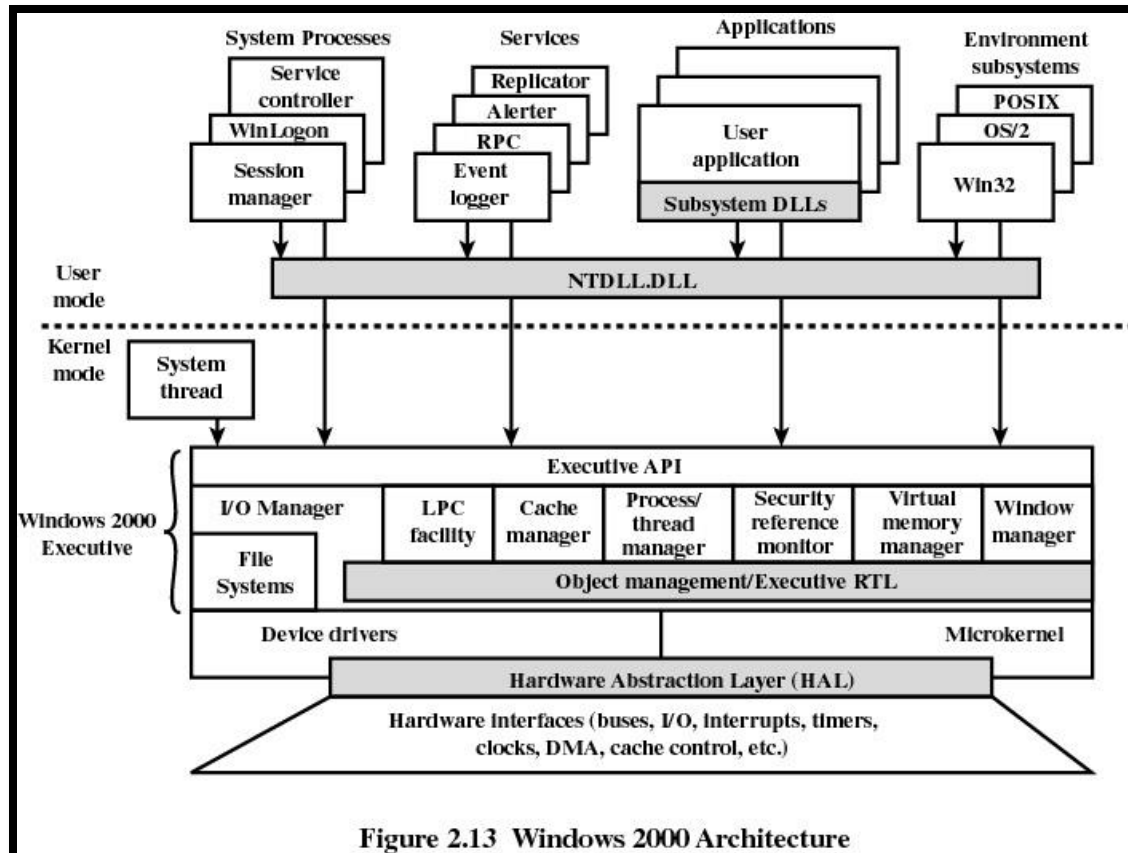 System Processes
Service
controller
WinLogon
Session
manager
Services
Replicator
Alerter
RPC
Event
logger
Applications
User
application
Subsystem DLLs
Environment
subsystems
POSIX
OS/2
Win32
User
mode
NTDLL.DLL
Kernel
mode
System
thread
Windows 2000
Executive
Executive API
I/O Manager
File
Systems
LPC
facility
Cache
manager
Process/
thread
manager
Security
reference
monitor
Virtual
memory
manager
Window
manager
Object management/Executive RTL
Device drivers
Microkernel
Hardware Abstraction Layer (HAL)
Hardware interfaces (buses, I/O, interrupts, timers,
clocks, DMA, cache control, etc.)
Figure 2.13 Windows 2000 Architecture